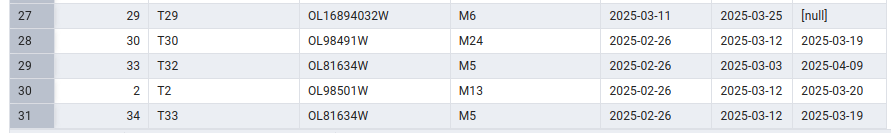 27 29 T29 OL16894032W M6 2025-03-11 2025-03-25 [null]
28 30 T30 OL98491W M24 2025-02-26 2025-03-12 2025-03-19
29 33 T32 OL81634W M5 2025-02-26 2025-03-03 2025-04-09
30 2 T2 OL98501W M13 2025-02-26 2025-03-12 2025-03-20
31 34 T33 OL81634W M5 2025-02-26 2025-03-12 2025-03-19